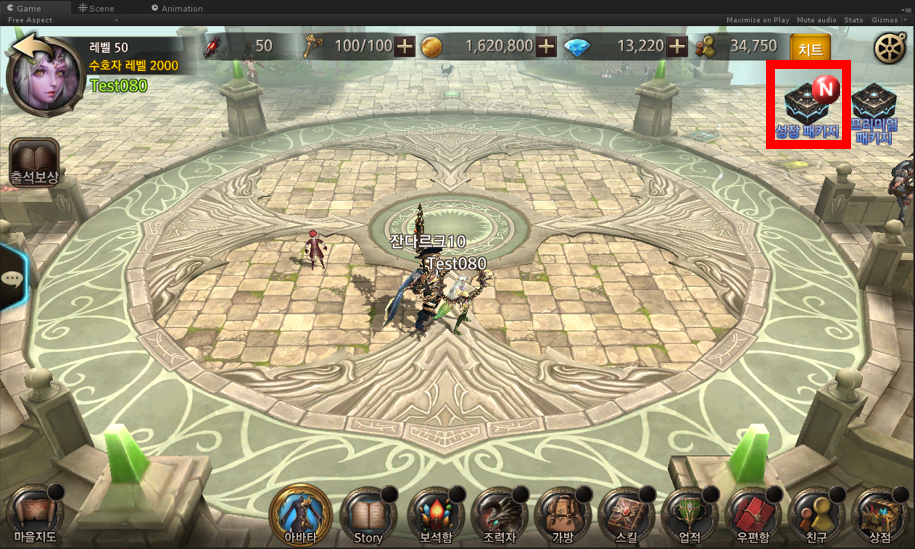 Game
Scene
Animation
Free Aspect
Maximize on Play
Mute audio
Stats
Gizmos
레벨 50
수호자 레벨 2000
Test080
50
100/100
1,620,800
13,220
34,750
치트
N
성장 패키지
프리미엄
패키지
출석보상
잔다르크10
Test080
마을지도
아바타
Story
보석함
조력자
가방
스킬
업적
우편함
친구
상점